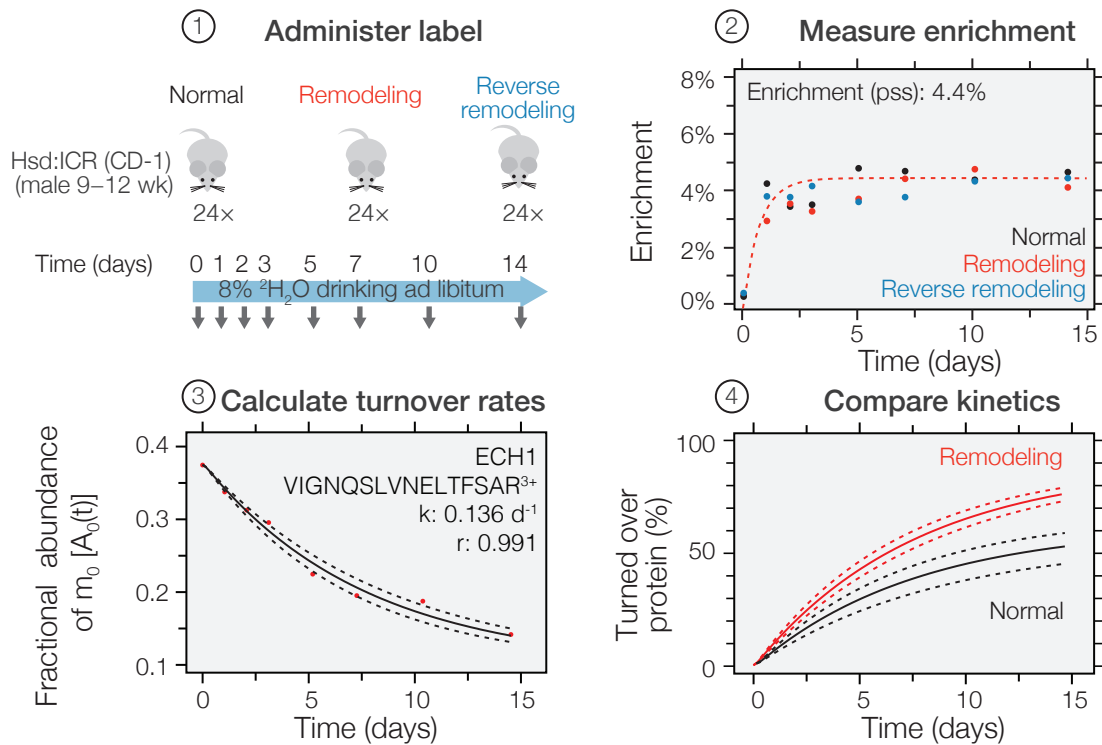 ① Administer label
Normal
Remodeling
Reverse
remodeling
Hsd:ICR (CD-1)
(male 9–12 wk)
24×
24×
24×
Time (days)
0 1 2 3 5 7 10 14
8% ²H₂O drinking ad libitum
② Measure enrichment
Enrichment (pss): 4.4%
8%
6%
4%
2%
0%
Enrichment
Normal
Remodeling
Reverse remodeling
0 5 10 15
Time (days)
③ Calculate turnover rates
ECH1
VIGNQSLVNELTFSAR³⁺
k: 0.136 d⁻¹
r: 0.991
0.4
0.3
0.2
0.1
Fractional abundance
of m₀ [A₀(t)]
0 5 10 15
Time (days)
④ Compare kinetics
Remodeling
Normal
100
50
0
Turned over
protein (%)
0 5 10 15
Time (days)